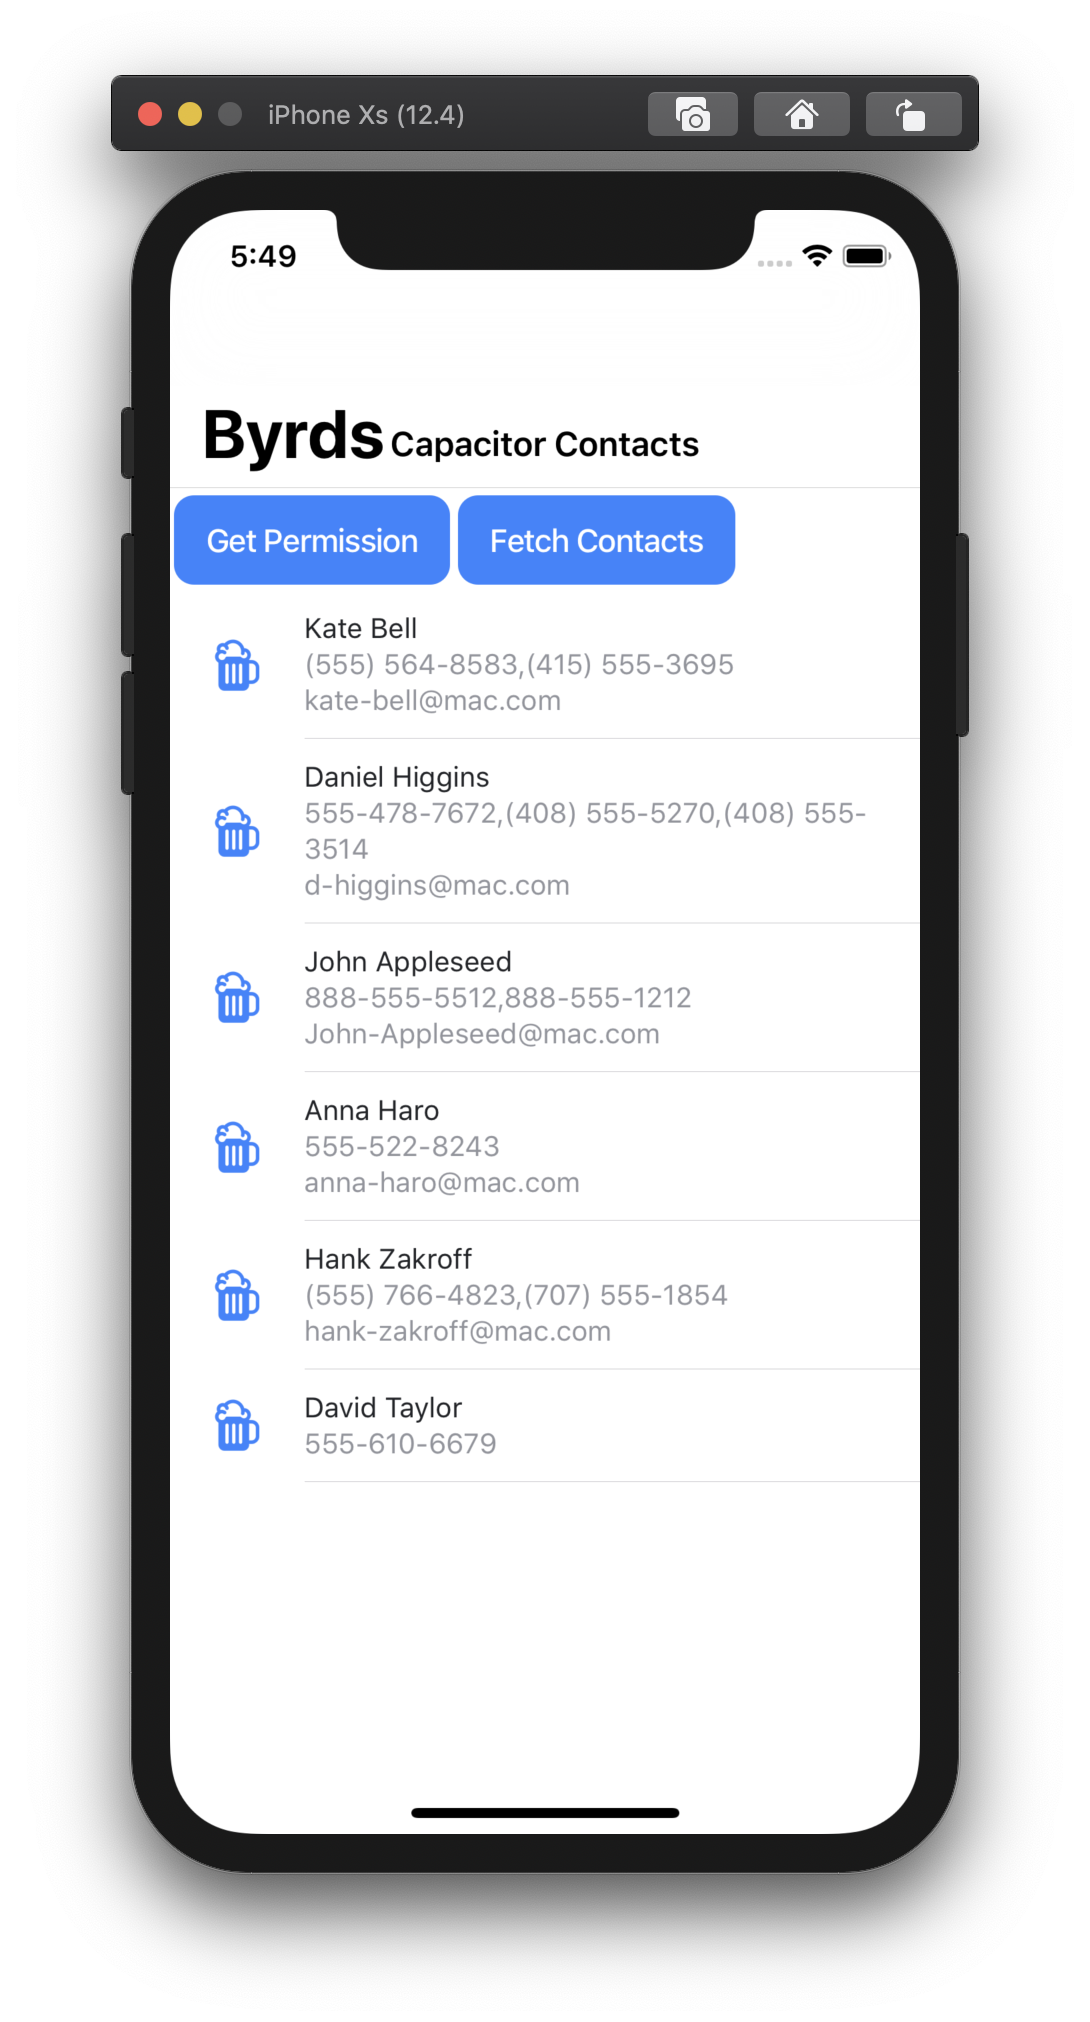 iPhone Xs (12.4)
5:49
Byrds Capacitor Contacts
Get Permission Fetch Contacts
Kate Bell
(555) 564-8583,(415) 555-3695
kate-bell@mac.com
Daniel Higgins
555-478-7672,(408) 555-5270,(408) 555-
3514
d-higgins@mac.com
John Appleseed
888-555-5512,888-555-1212
John-Appleseed@mac.com
Anna Haro
555-522-8243
anna-haro@mac.com
Hank Zakroff
(555) 766-4823,(707) 555-1854
hank-zakroff@mac.com
David Taylor
555-610-6679